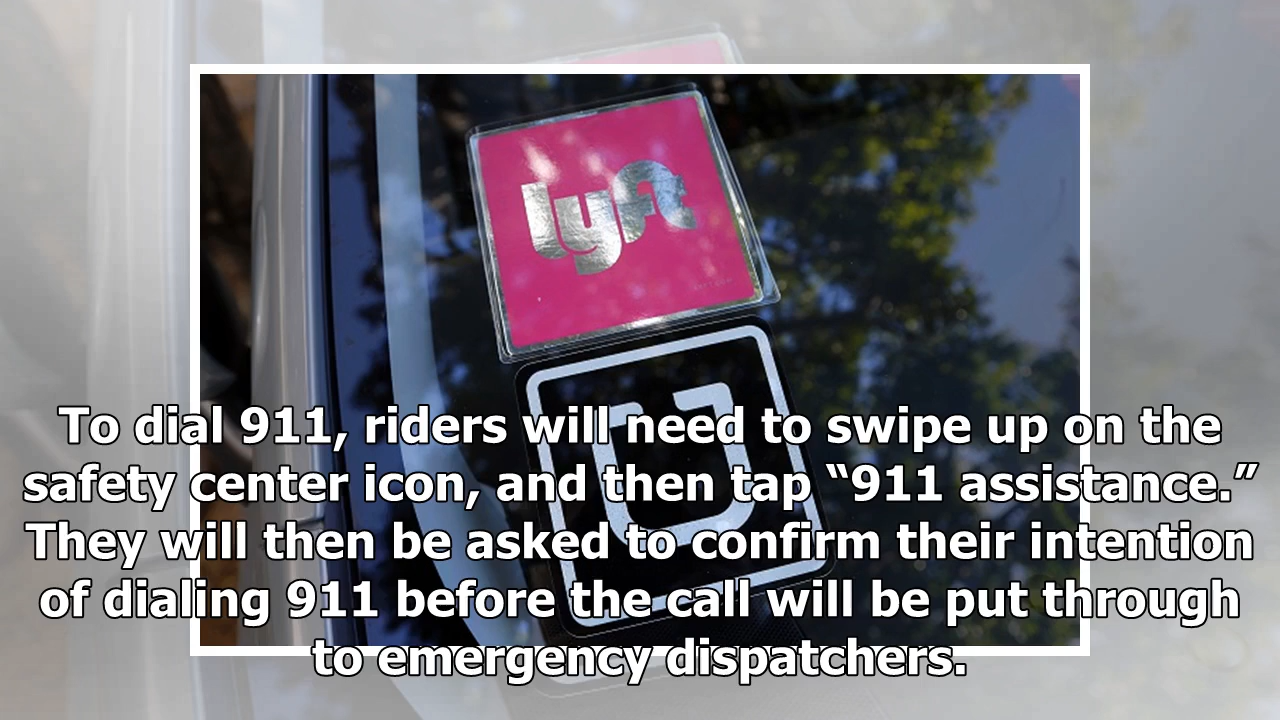 lyft
U
To dial 911, riders will need to swipe up on the
safety center icon, and then tap “911 assistance.”
They will then be asked to confirm their intention
of dialing 911 before the call will be put through
to emergency dispatchers.